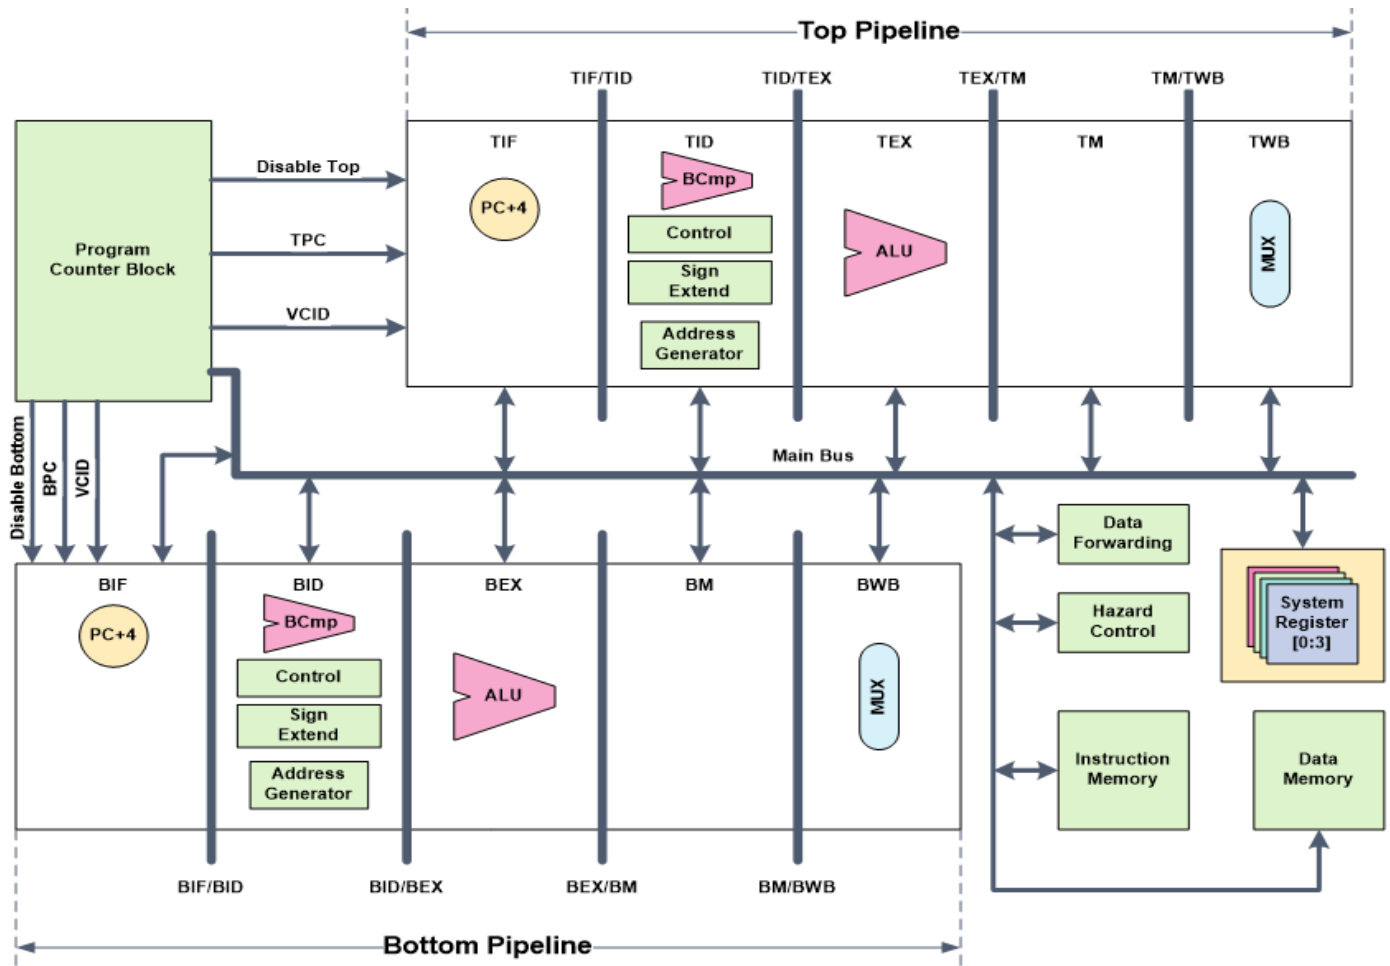 Top Pipeline
TIF/TID
TID/TEX
TEX/TM
TM/TWB
TIF
TID
TEX
TM
TWB
Program
Counter Block
Disable Top
TPC
VCID
PC+4
BCmp
Control
Sign
Extend
Address
Generator
ALU
MUX
Disable Bottom
BPC
VCID
Main Bus
BIF
BID
BEX
BM
BWB
PC+4
BCmp
Control
Sign
Extend
Address
Generator
ALU
MUX
Data
Forwarding
Hazard
Control
System
Register
[0:3]
Instruction
Memory
Data
Memory
BIF/BID
BID/BEX
BEX/BM
BM/BWB
Bottom Pipeline